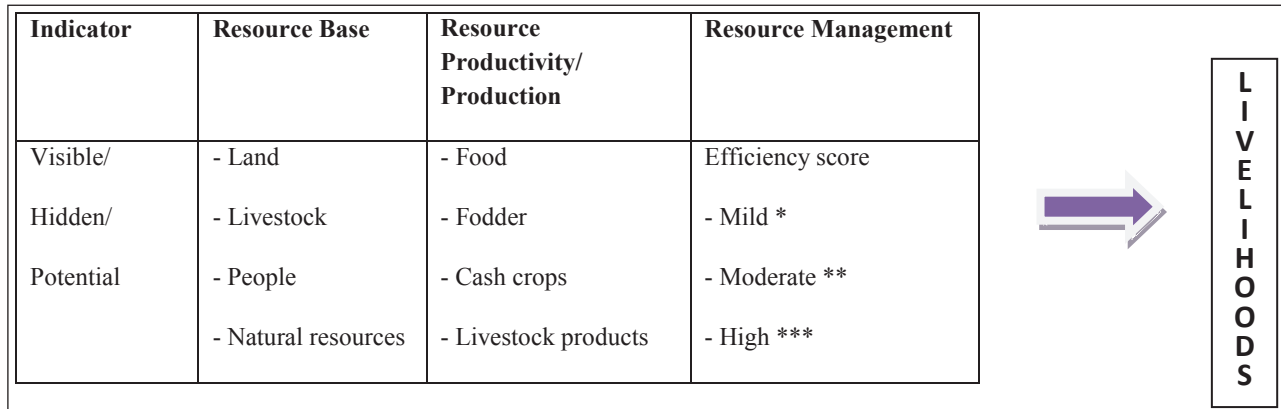 Indicator Resource Base Resource Productivity/ Production Resource Management
Visible/ - Land - Food Efficiency score
Hidden/ - Livestock - Fodder - Mild *
Potential - People - Cash crops - Moderate **
- Natural resources - Livestock products - High ***
LIVELIHOODS